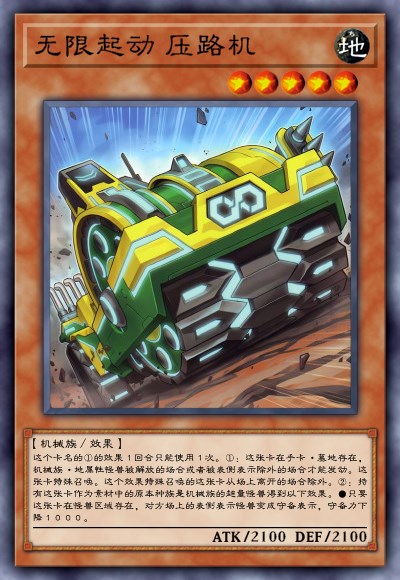 无限起动 压路机
地
【机械族／效果】
这个卡名的①的效果1回合只能使用1次。①：这张卡在手卡·墓地存在，
机械族·地属性怪兽被解放的场合或者被表侧表示除外的场合才能发动。这
张卡特殊召唤。这个效果特殊召唤的这张卡从场上离开的场合除外。②：持
有这张卡作为素材中的原本种族是机械族的超量怪兽得到以下效果。●只要
这张卡在怪兽区域存在，对方场上的表侧表示怪兽变成守备表示，守备力下
降1000。
ATK/2100 DEF/2100